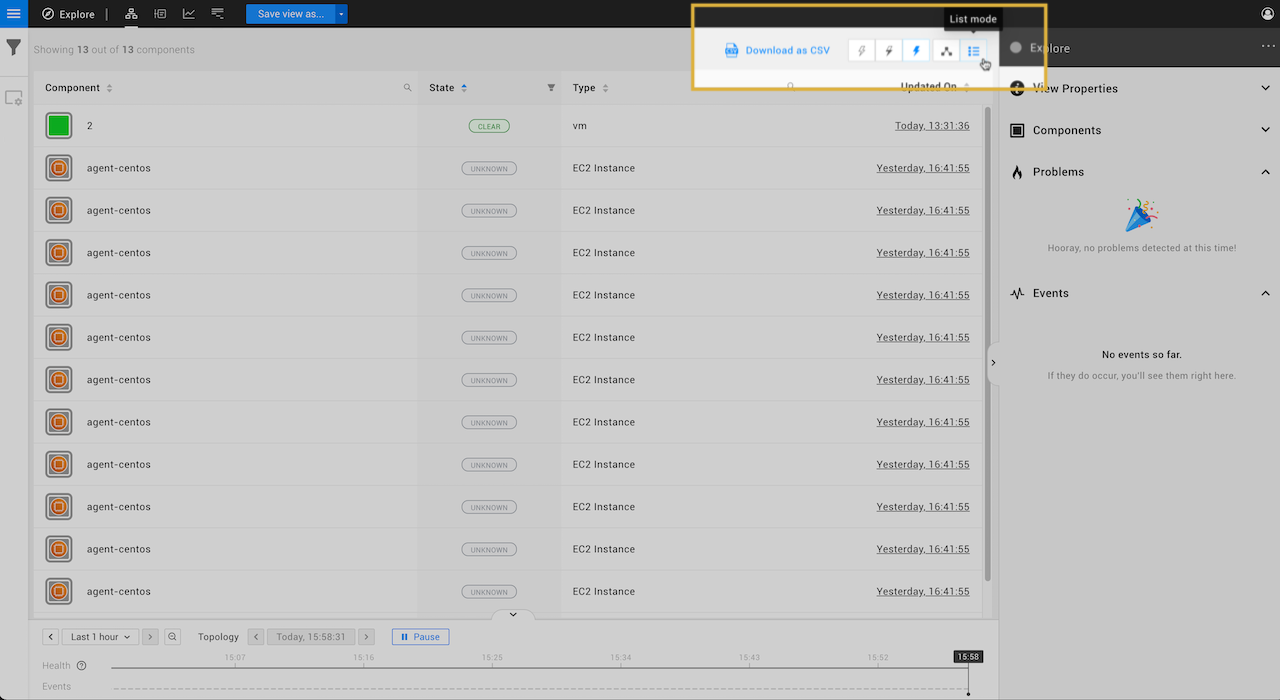 Explore
Save view as...
List mode
Showing 13 out of 13 components
Download as CSV
Explore
Component
State
Type
Updated On
2
CLEAR
vm
Today, 13:31:36
agent-centos
UNKNOWN
EC2 Instance
Yesterday, 16:41:55
agent-centos
UNKNOWN
EC2 Instance
Yesterday, 16:41:55
agent-centos
UNKNOWN
EC2 Instance
Yesterday, 16:41:55
agent-centos
UNKNOWN
EC2 Instance
Yesterday, 16:41:55
agent-centos
UNKNOWN
EC2 Instance
Yesterday, 16:41:55
agent-centos
UNKNOWN
EC2 Instance
Yesterday, 16:41:55
agent-centos
UNKNOWN
EC2 Instance
Yesterday, 16:41:55
agent-centos
UNKNOWN
EC2 Instance
Yesterday, 16:41:55
agent-centos
UNKNOWN
EC2 Instance
Yesterday, 16:41:55
agent-centos
UNKNOWN
EC2 Instance
Yesterday, 16:41:55
agent-centos
UNKNOWN
EC2 Instance
Yesterday, 16:41:55
View Properties
Components
Problems
Hooray, no problems detected at this time!
Events
No events so far.
If they do occur, you'll see them right here.
Last 1 hour
Topology
Today, 15:58:31
Pause
15:07
15:16
15:25
15:34
15:43
15:52
15:58
Health
Events